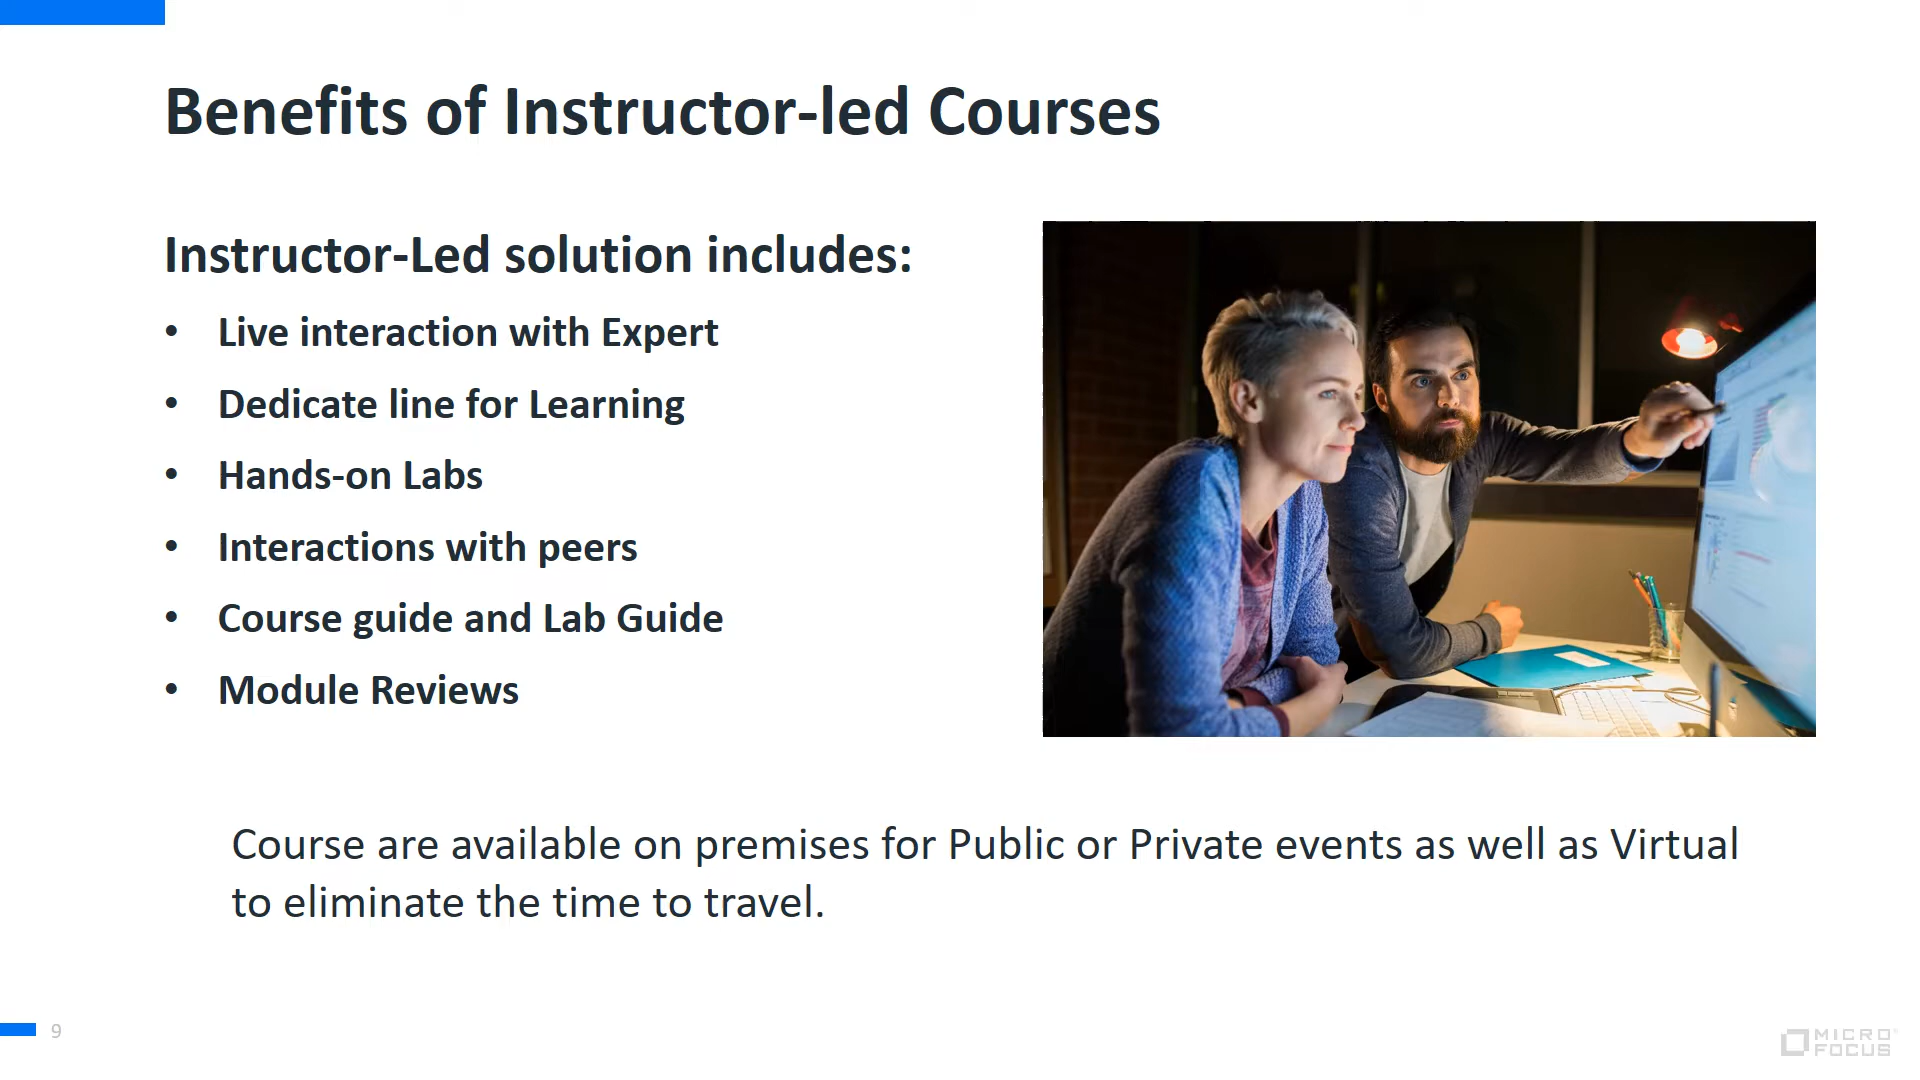 Benefits of Instructor-led Courses
Instructor-Led solution includes:
• Live interaction with Expert
• Dedicate line for Learning
• Hands-on Labs
• Interactions with peers
• Course guide and Lab Guide
• Module Reviews
Course are available on premises for Public or Private events as well as Virtual
to eliminate the time to travel.
9
MICRO
FOCUS